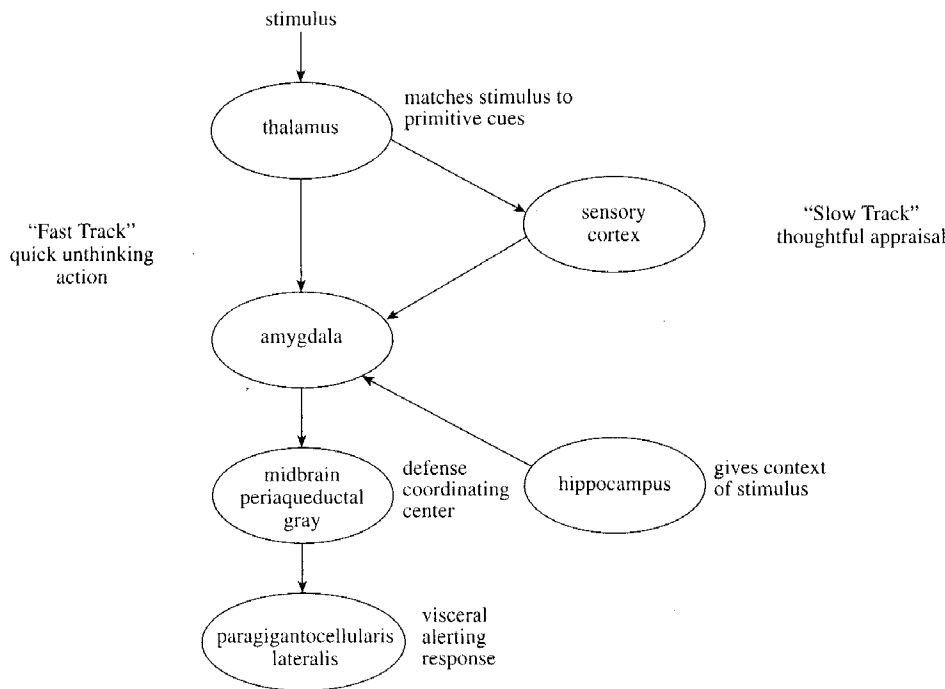 stimulus
thalamus
matches stimulus to
primitive cues
sensory
cortex
“Fast Track”
quick unthinking
action
“Slow Track”
thoughtful appraisal
amygdala
midbrain
periaqueductal
gray
defense
coordinating
center
hippocampus
gives context
of stimulus
paragigantocellularis
lateralis
visceral
alerting
response